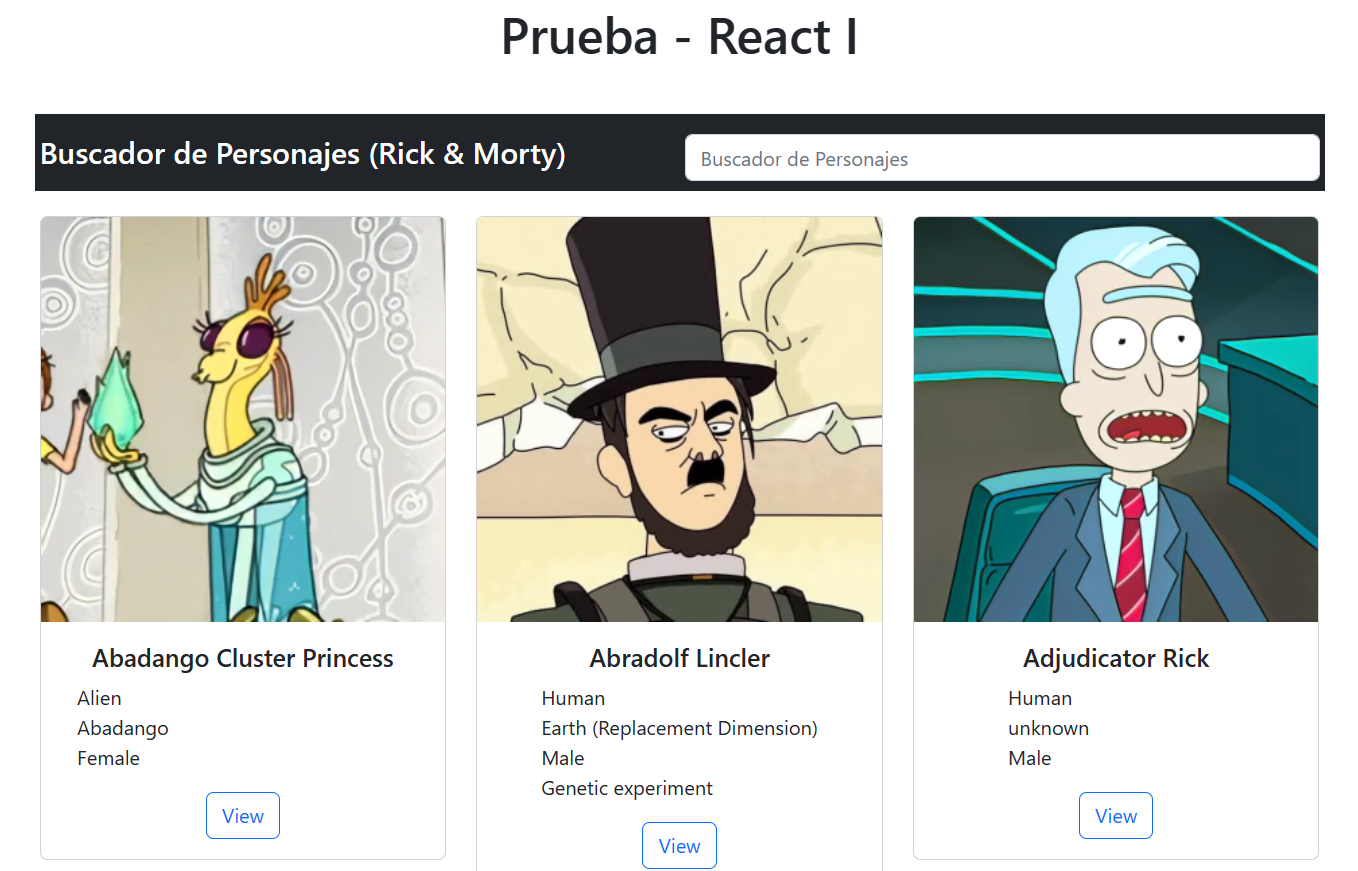 Prueba - React I
Buscador de Personajes (Rick & Morty)
Buscador de Personajes
Abadango Cluster Princess
Alien
Abadango
Female
View
Abradolf Lincler
Human
Earth (Replacement Dimension)
Male
Genetic experiment
View
Adjudicator Rick
Human
unknown
Male
View